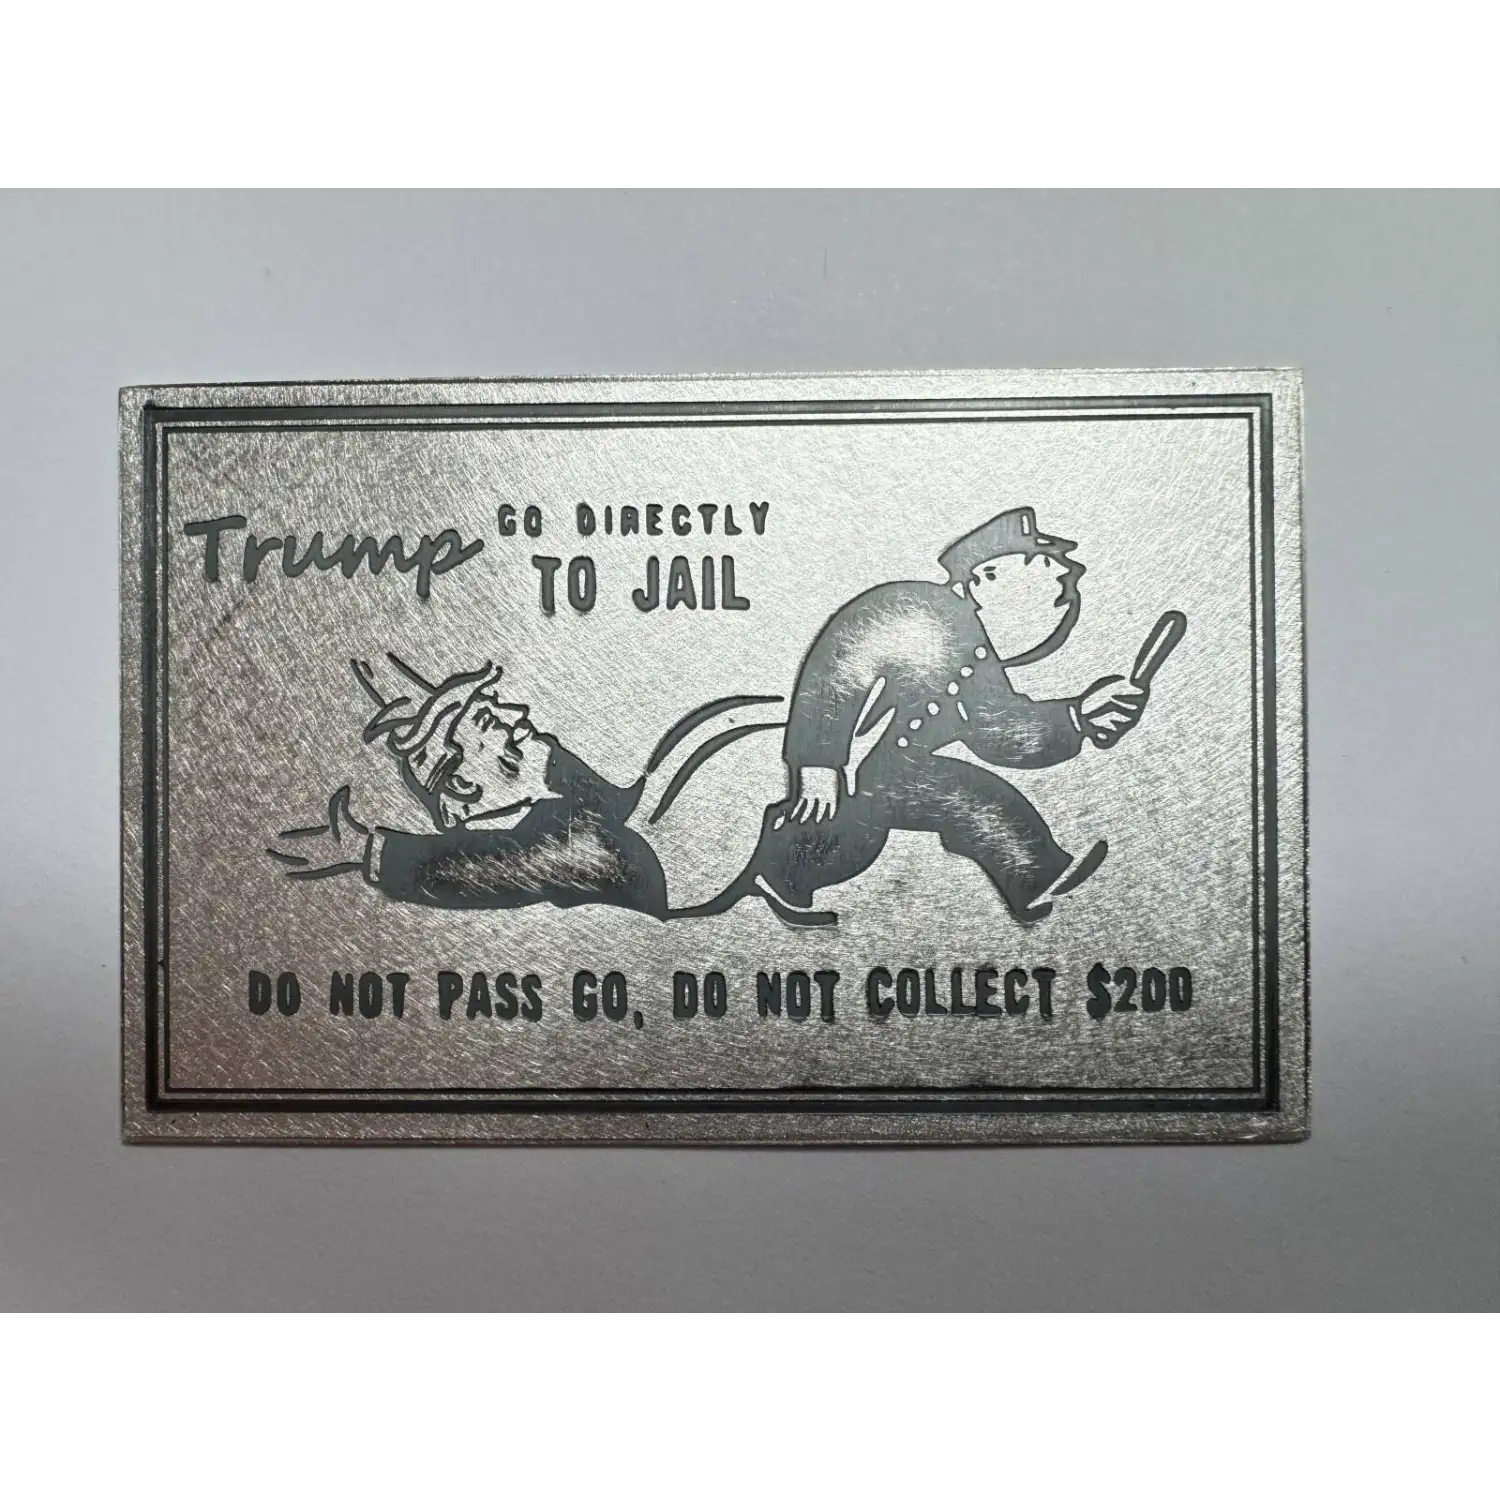 Trump
GO DIRECTLY
TO JAIL
DO NOT PASS GO, DO NOT COLLECT $200